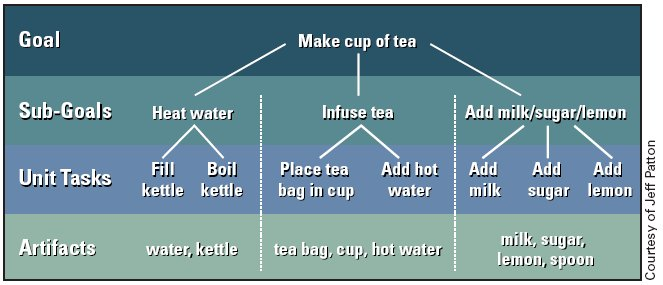 Goal
Make cup of tea
Sub-Goals
Heat water
Infuse tea
Add milk/sugar/lemon
Unit Tasks
Fill
kettle
Boil
kettle
Place tea
bag in cup
Add hot
water
Add
milk
Add
sugar
Add
lemon
Artifacts
water, kettle
tea bag, cup, hot water
milk, sugar,
lemon, spoon
Courtesy of Jeff Patton